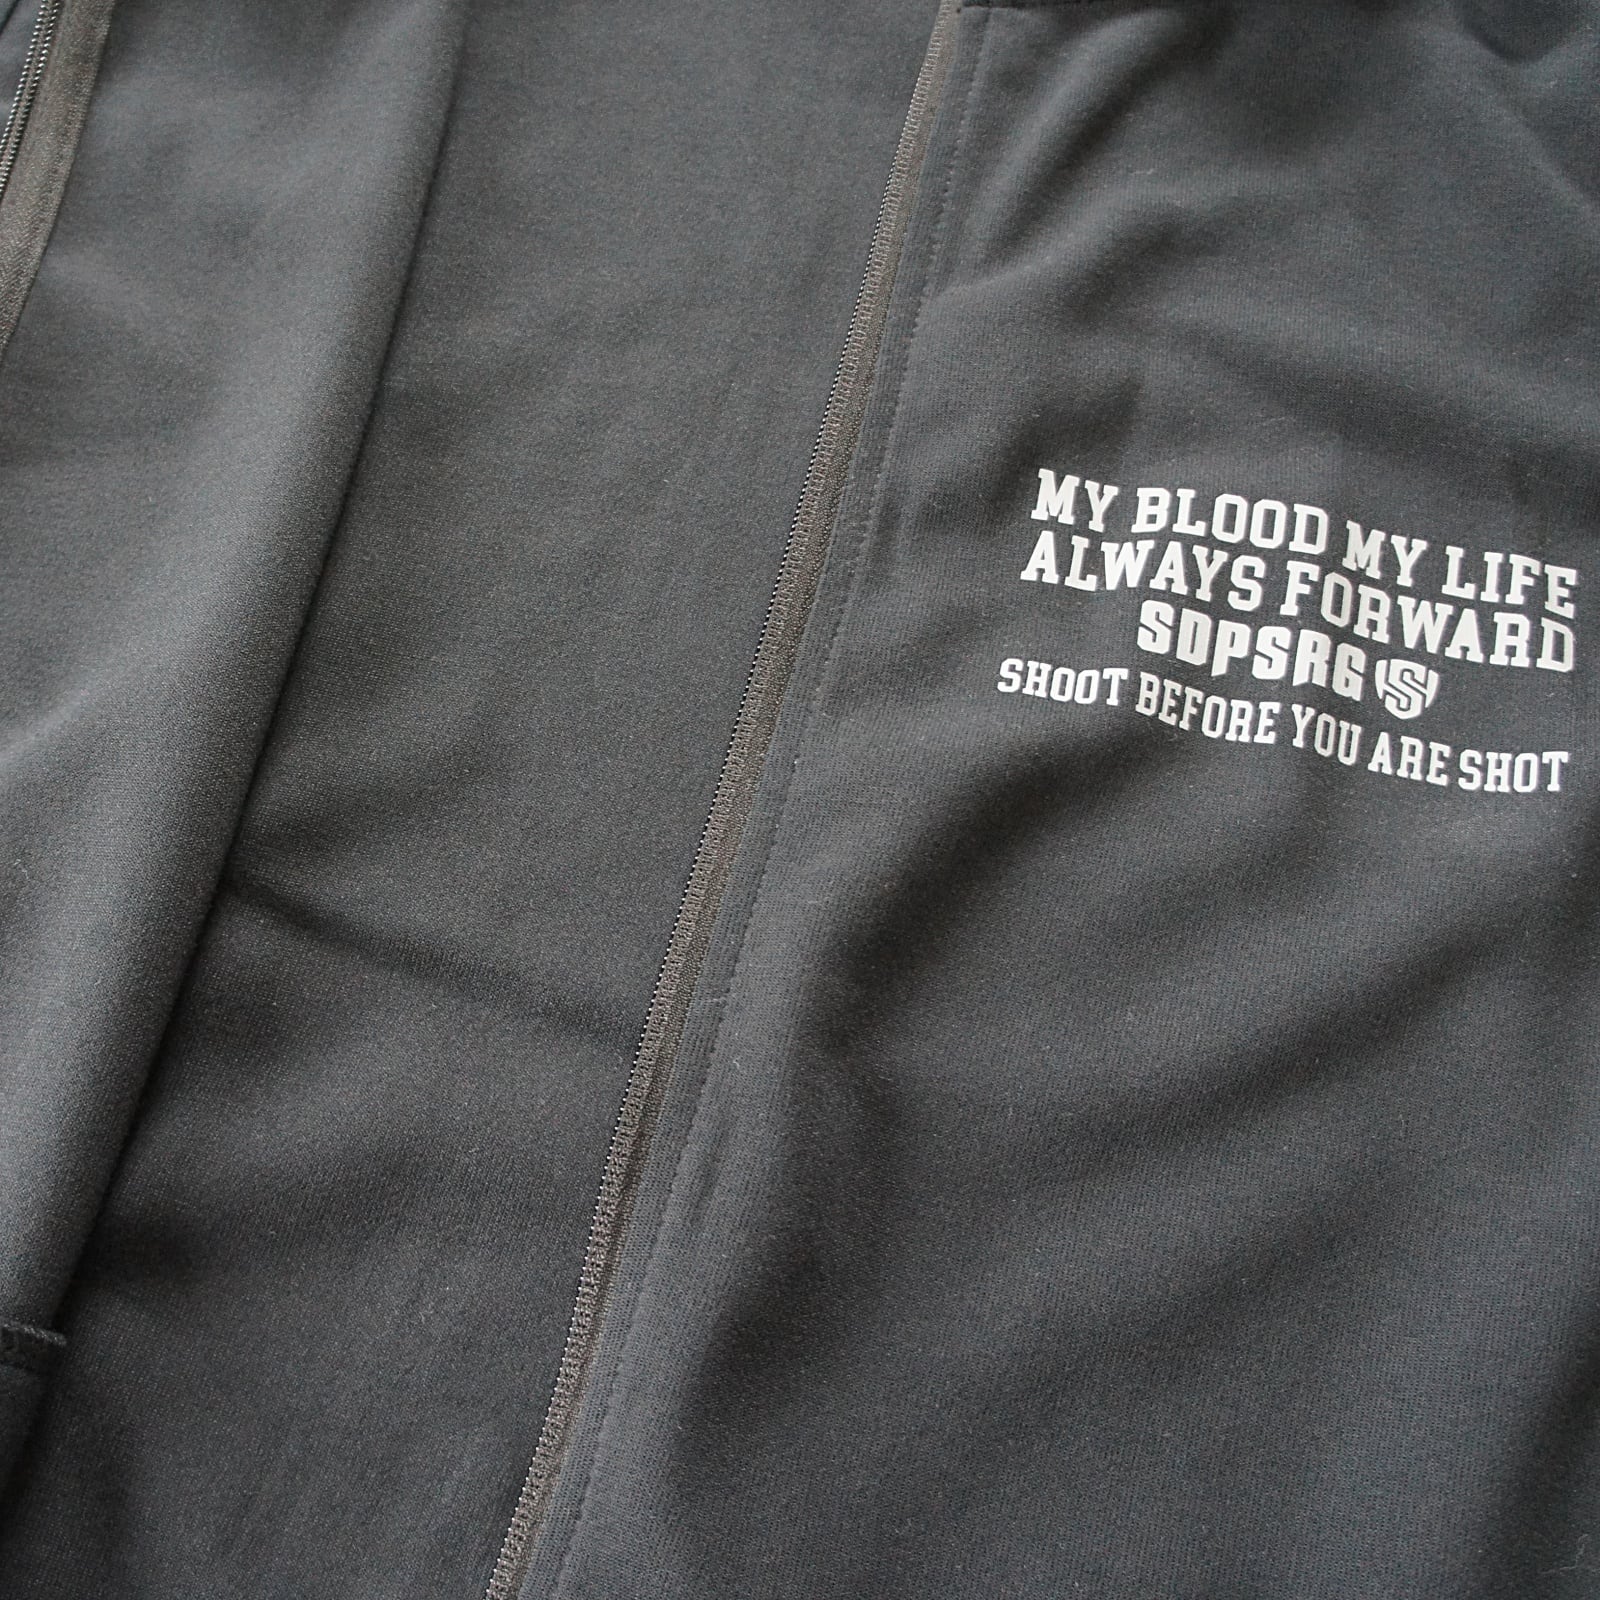 MY BLOOD MY LIFE
ALWAYS FORWARD
SDPSRG S
SHOOT BEFORE YOU ARE SHOT